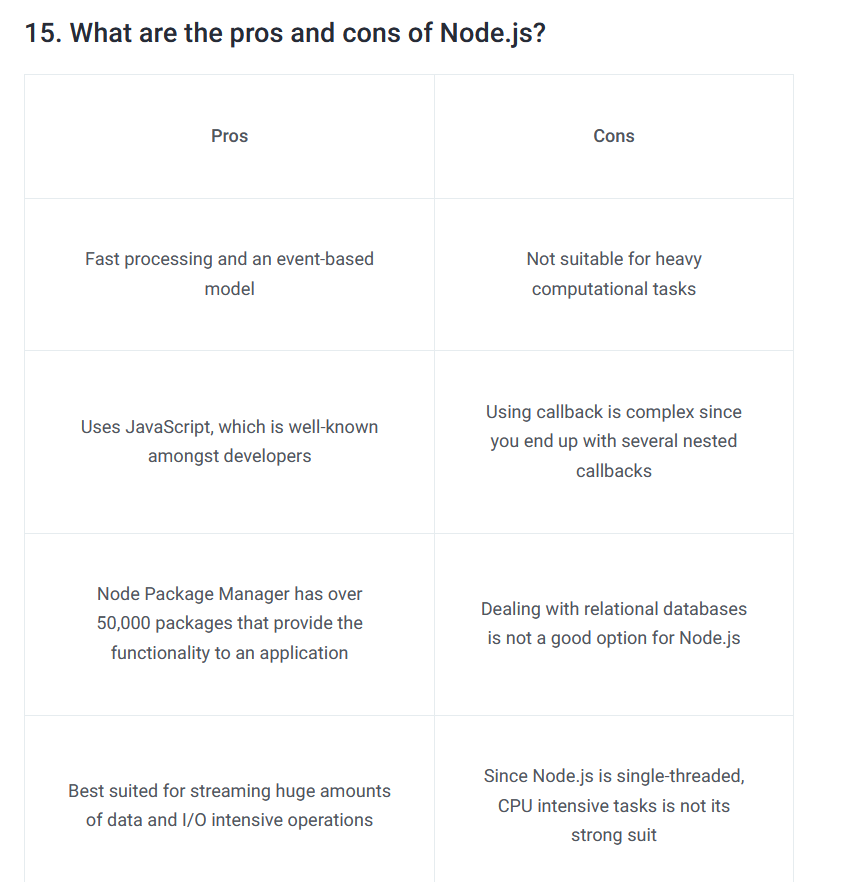 15. What are the pros and cons of Node.js?
Pros
Cons
Fast processing and an event-based
model
Not suitable for heavy
computational tasks
Uses JavaScript, which is well-known
amongst developers
Using callback is complex since
you end up with several nested
callbacks
Node Package Manager has over
50,000 packages that provide the
functionality to an application
Dealing with relational databases
is not a good option for Node.js
Best suited for streaming huge amounts
of data and I/O intensive operations
Since Node.js is single-threaded,
CPU intensive tasks is not its
strong suit